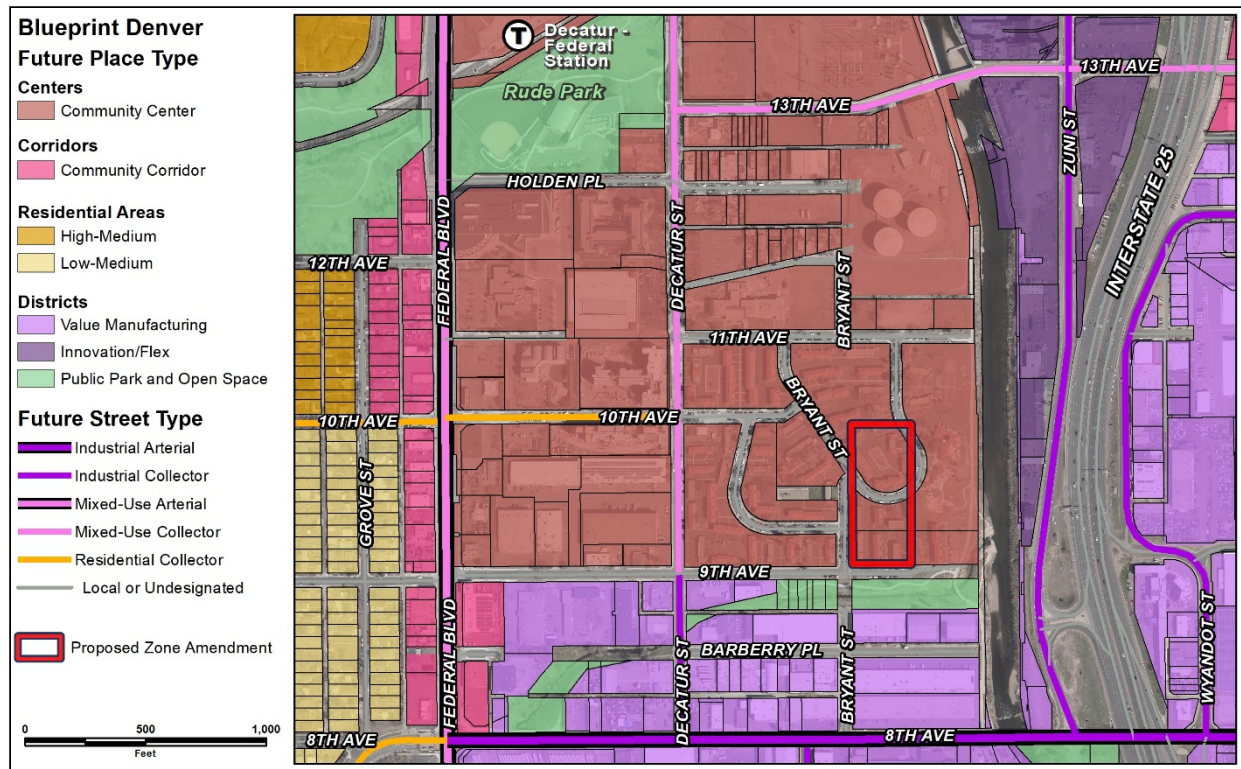 Blueprint Denver
Future Place Type
Centers
Community Center
Corridors
Community Corridor
Residential Areas
High-Medium
Low-Medium
Districts
Value Manufacturing
Innovation/Flex
Public Park and Open Space
Future Street Type
Industrial Arterial
Industrial Collector
Mixed-Use Arterial
Mixed-Use Collector
Residential Collector
Local or Undesignated
Proposed Zone Amendment
0 500 1,000
Feet
T
Decatur -
Federal
Station
Rude Park
13TH AVE
13TH AVE
ZUNI ST
INTERSTATE 25
HOLDEN PL
FEDERAL BLVD
DECATUR ST
12TH AVE
BRYANT ST
11TH AVE
BRYANT ST
10TH AVE
10TH AVE
GROVE ST
9TH AVE
FEDERAL BLVD
DECATUR ST
BARBERRY PL
BRYANT ST
WYANDOT ST
8TH AVE
8TH AVE